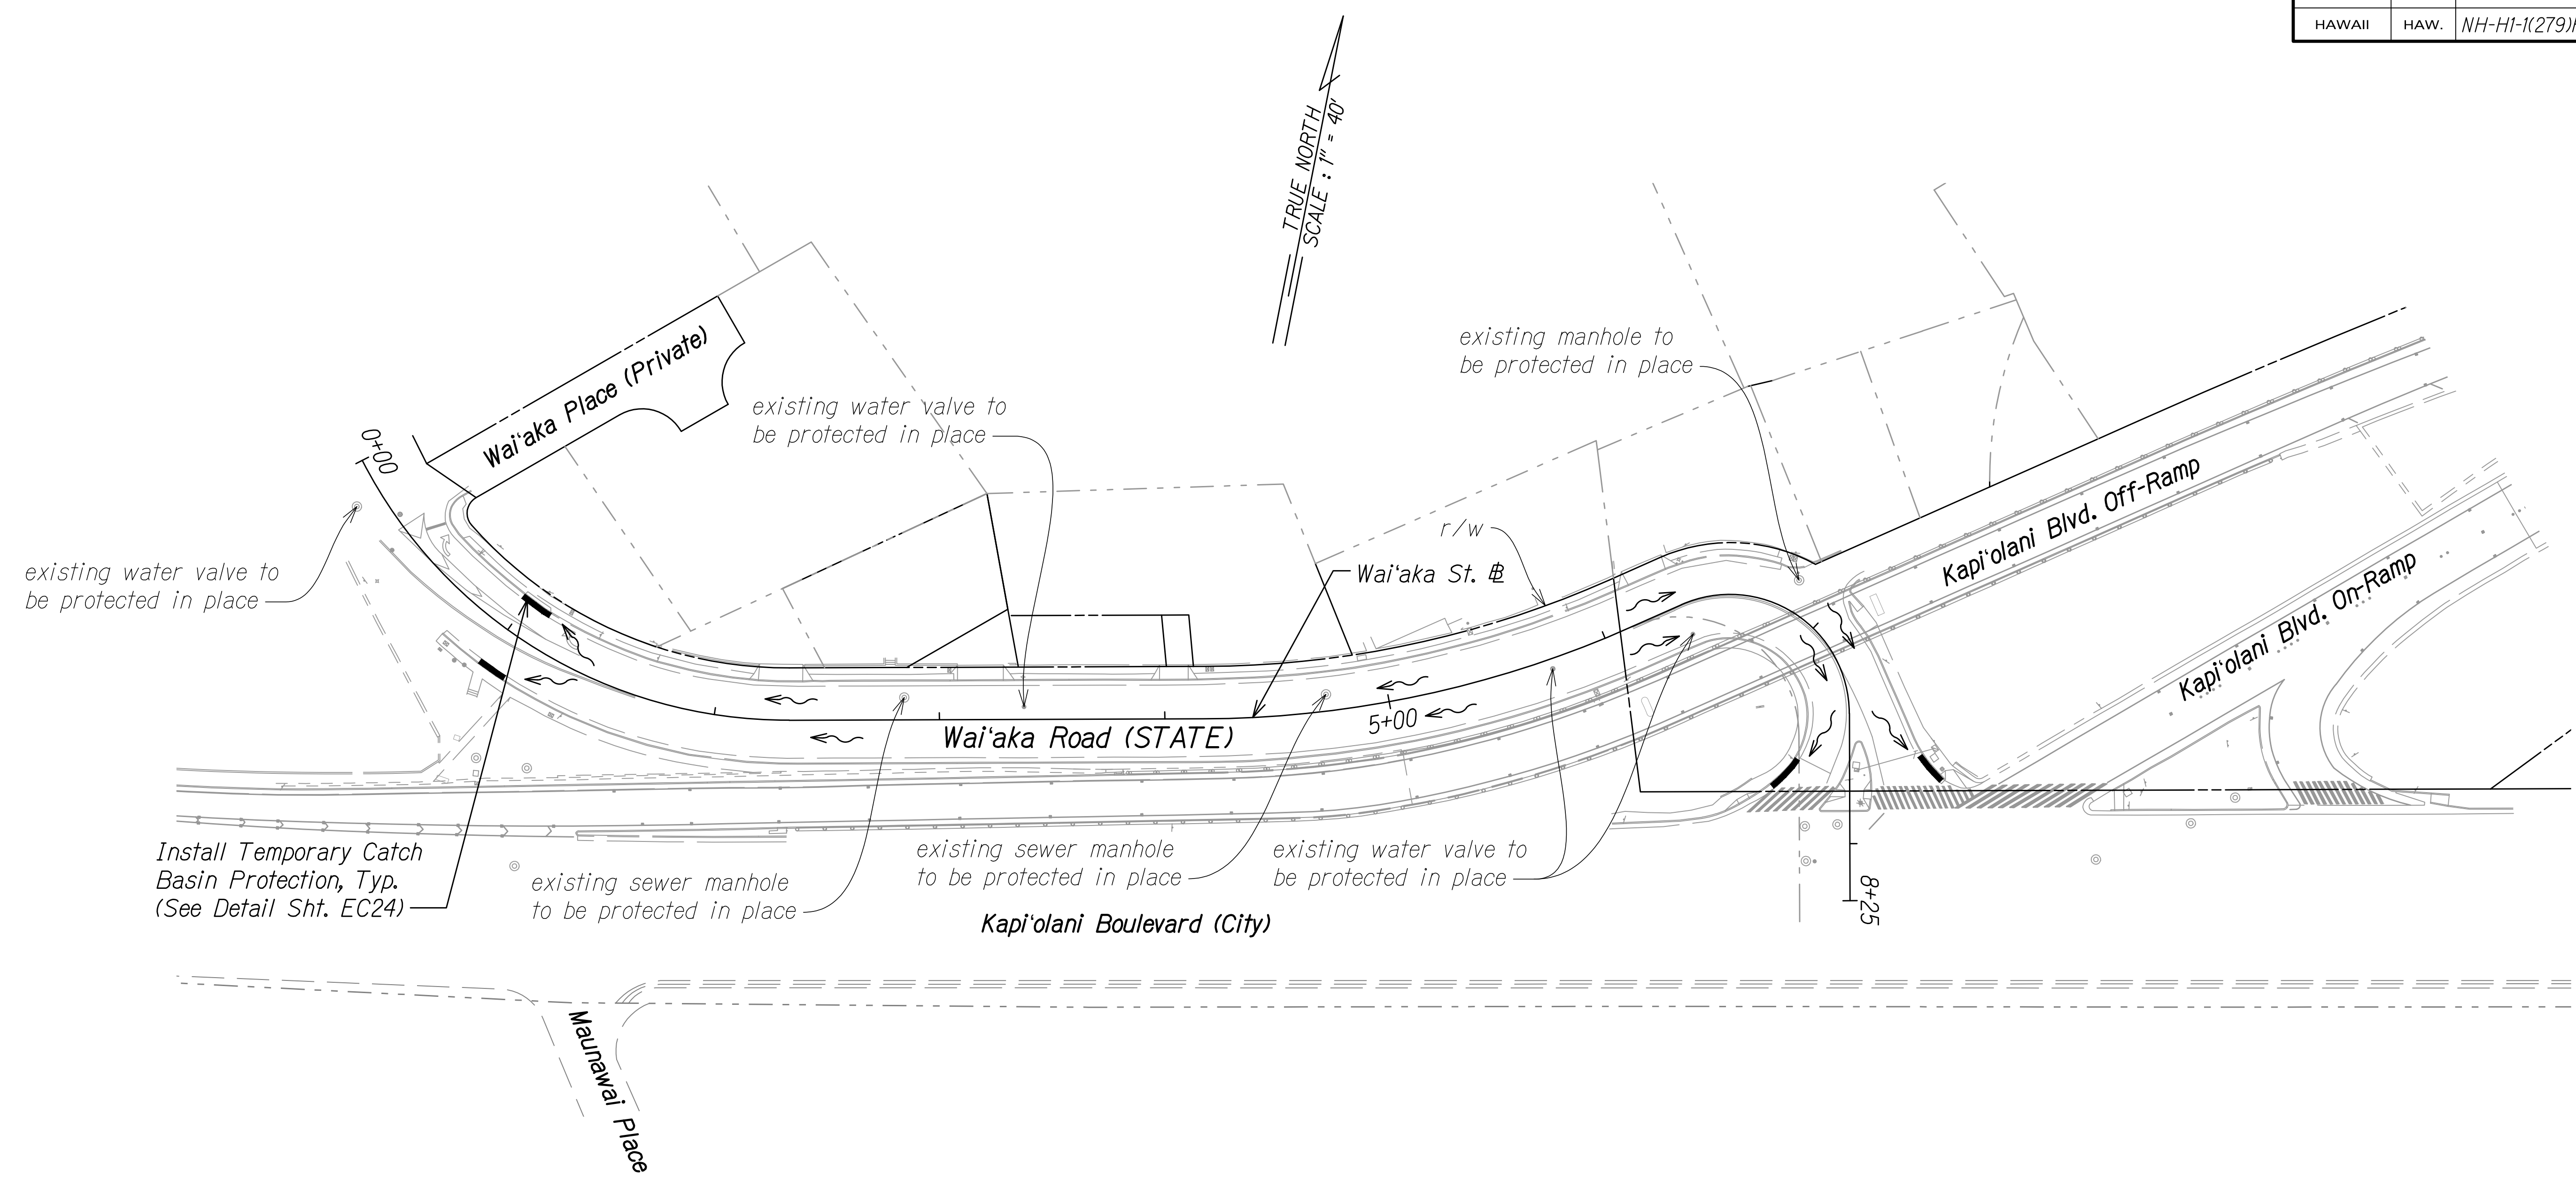 HAWAII HAW. NH-H1-1(279)
TRUE NORTH
SCALE : 1" = 40'
existing manhole to
be protected in place
Wai‘aka Place (Private)
existing water valve to
be protected in place
0+00
Kapi‘olani Blvd. Off-Ramp
r/w
Wai‘aka St. ℄
existing water valve to
be protected in place
Kapi‘olani Blvd. On-Ramp
5+00
Wai‘aka Road (STATE)
Install Temporary Catch
Basin Protection, Typ.
(See Detail Sht. EC24)
existing sewer manhole
to be protected in place
existing sewer manhole
to be protected in place
existing water valve to
be protected in place
8+25
Kapi‘olani Boulevard (City)
Maunawai Place